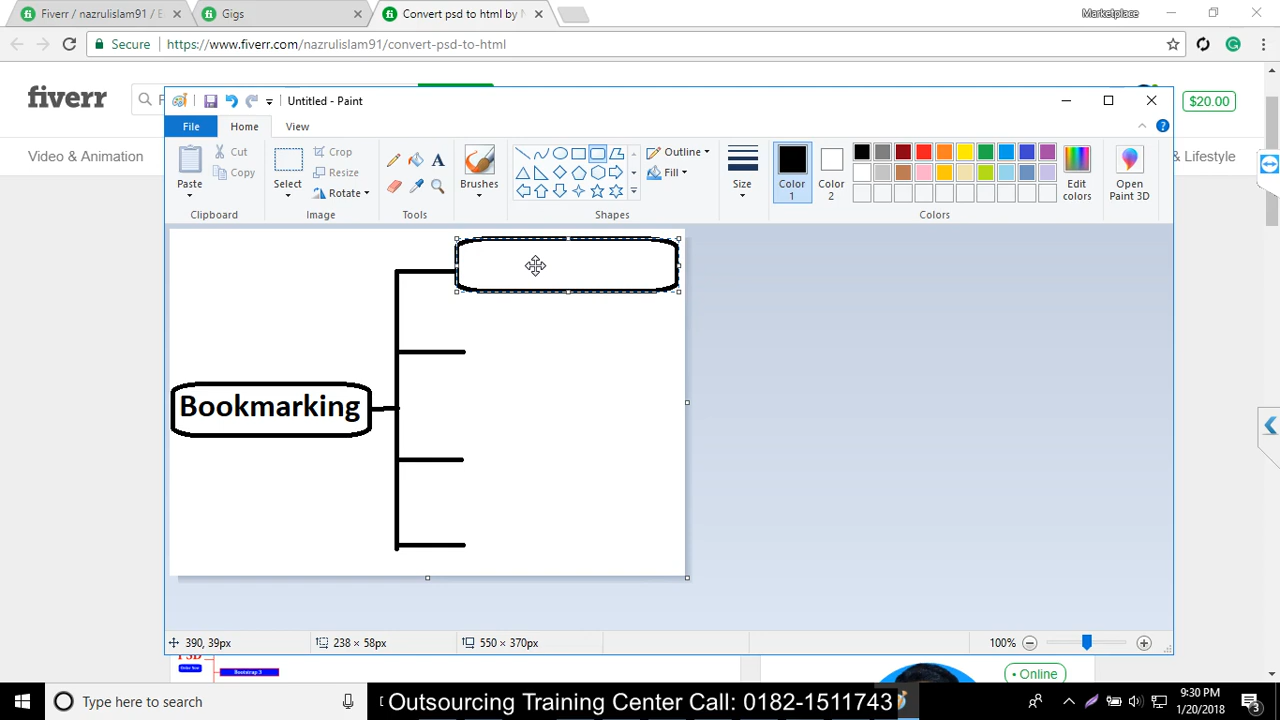 Fiverr / nazrulislam91 / E
Gigs
Convert psd to html by N
Marketplace
Secure
https://www.fiverr.com/nazrulislam91/convert-psd-to-html
fiverr
$20.00
Video & Animation
& Lifestyle
Untitled - Paint
File
Home
View
Paste
Cut
Copy
Clipboard
Select
Crop
Resize
Rotate
Image
A
Tools
Brushes
Outline
Fill
Shapes
Size
Color 1
Color 2
Edit colors
Open Paint 3D
Colors
Bookmarking
390, 39px
238 × 58px
550 × 370px
100%
PSD
Bootstrap 3
Online
Type here to search
Outsourcing Training Center Call: 0182-1511743
9:30 PM
1/20/2018
3